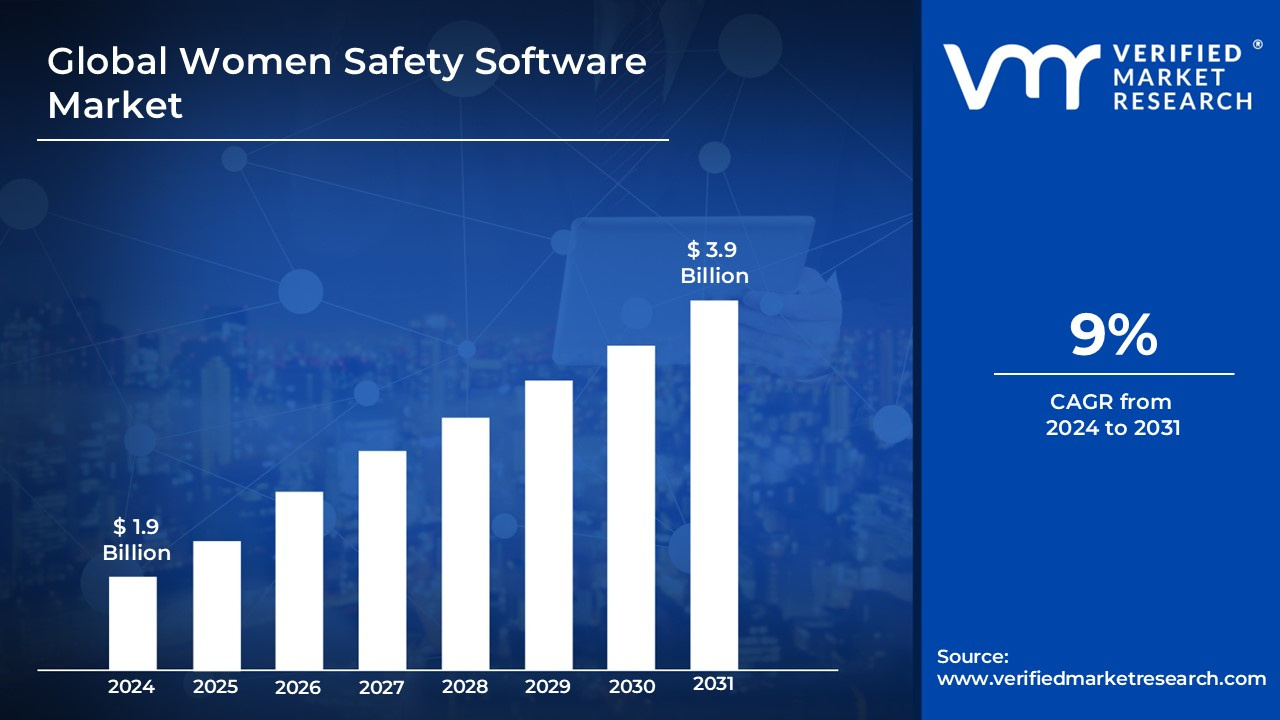 Global Women Safety Software
Market
VMR
VERIFIED
MARKET
RESEARCH
®
$ 3.9
Billion
$ 1.9
Billion
2024
2025
2026
2027
2028
2029
2030
2031
9%
CAGR from
2024 to 2031
Source:
www.verifiedmarketresearch.com